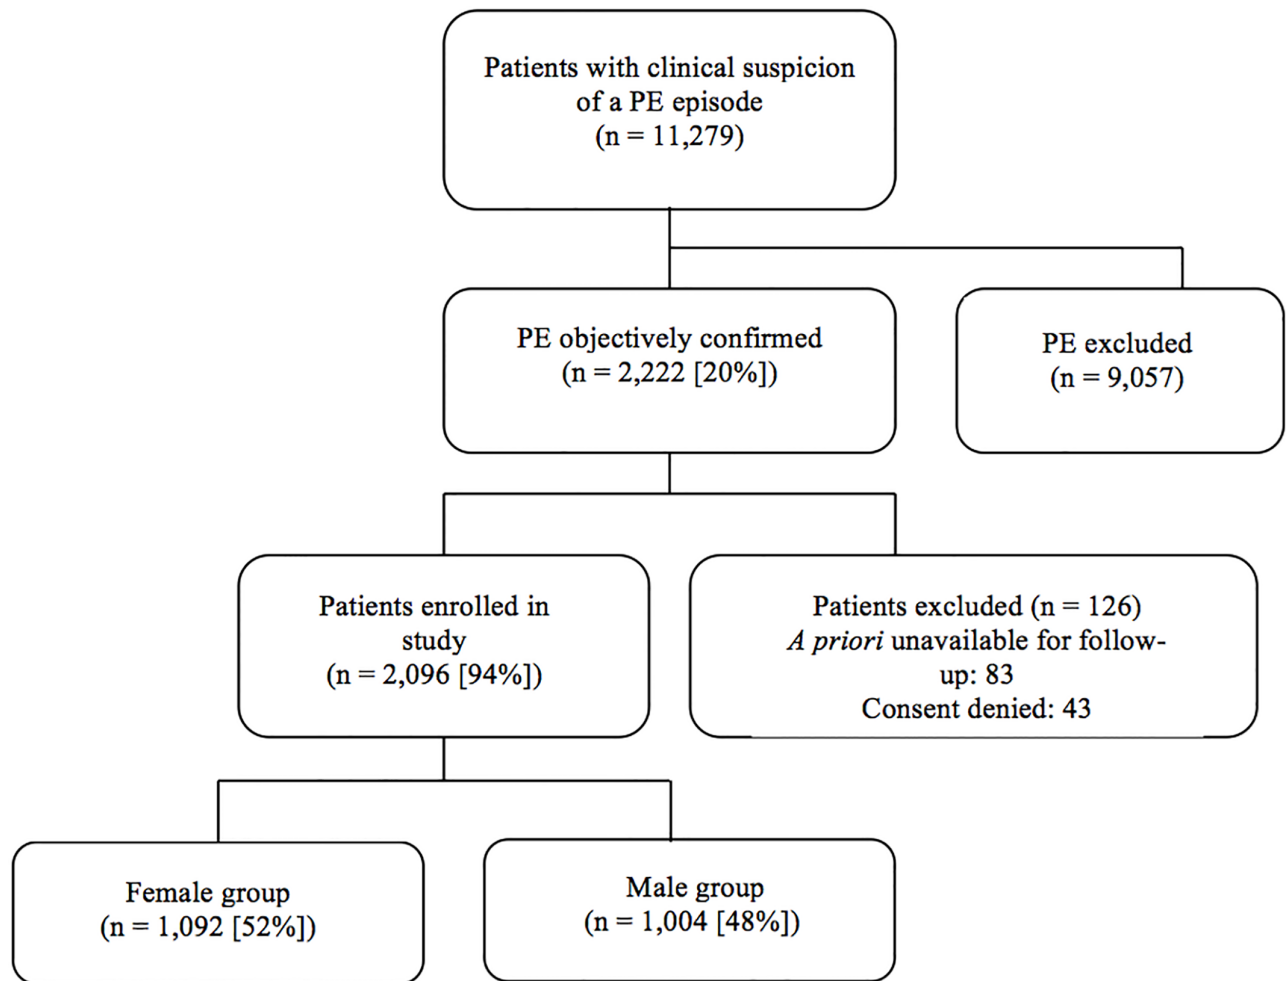 Patients with clinical suspicion
of a PE episode
(n = 11,279)
PE objectively confirmed
(n = 2,222 [20%])
PE excluded
(n = 9,057)
Patients enrolled in
study
(n = 2,096 [94%])
Patients excluded (n = 126)
A priori unavailable for follow-
up: 83
Consent denied: 43
Female group
(n = 1,092 [52%])
Male group
(n = 1,004 [48%])